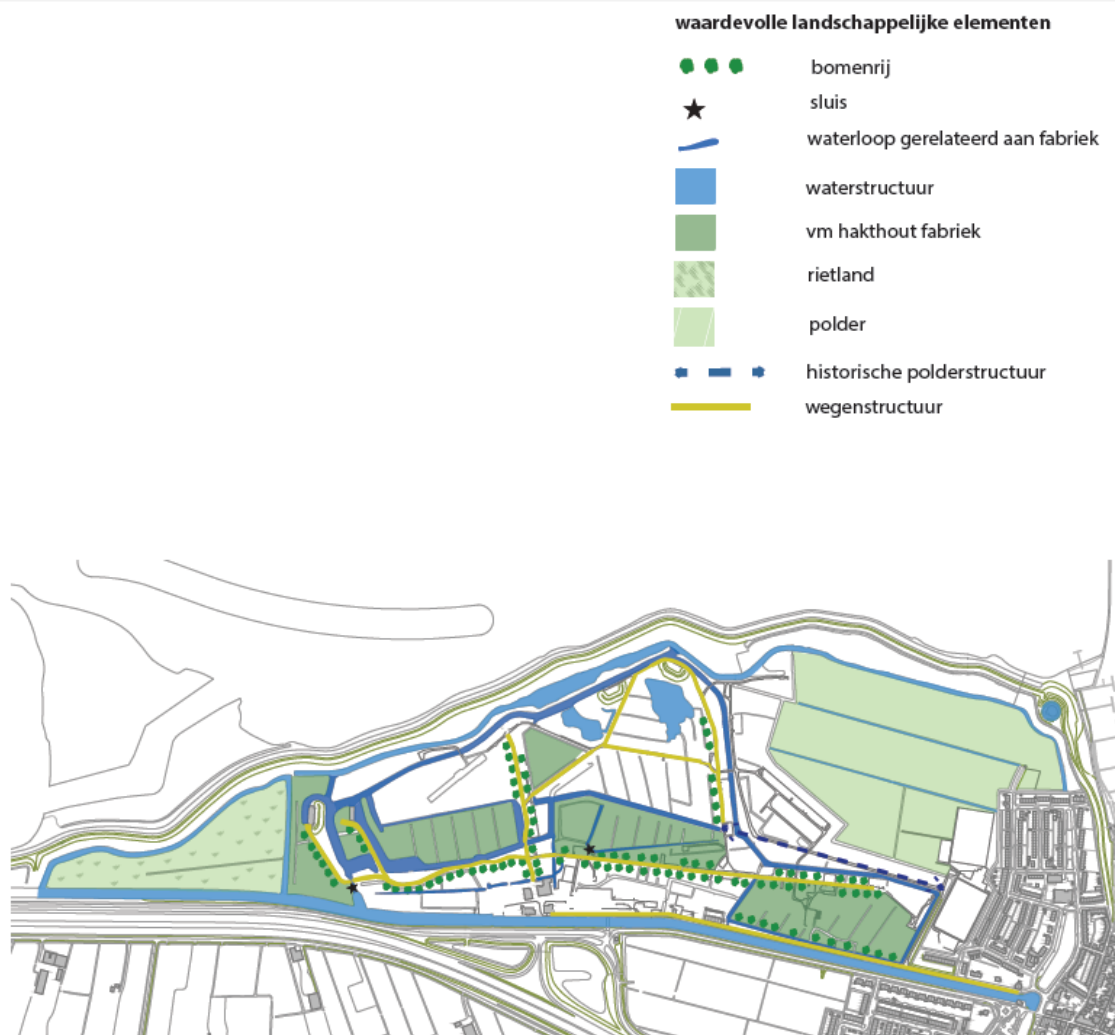 waardevolle landschappelijke elementen
bomenrij
sluis
waterloop gerelateerd aan fabriek
waterstructuur
vm hakthout fabriek
rietland
polder
historische polderstructuur
wegenstructuur